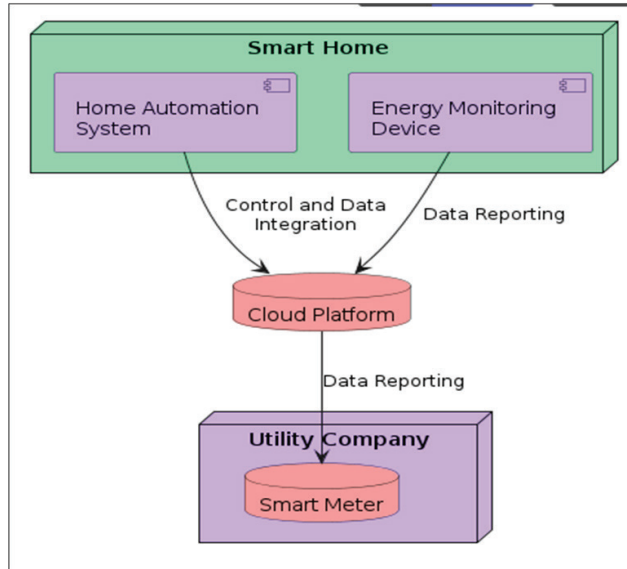 Smart Home
Home Automation
System
Energy Monitoring
Device
Control and Data
Integration
Data Reporting
Cloud Platform
Data Reporting
Utility Company
Smart Meter